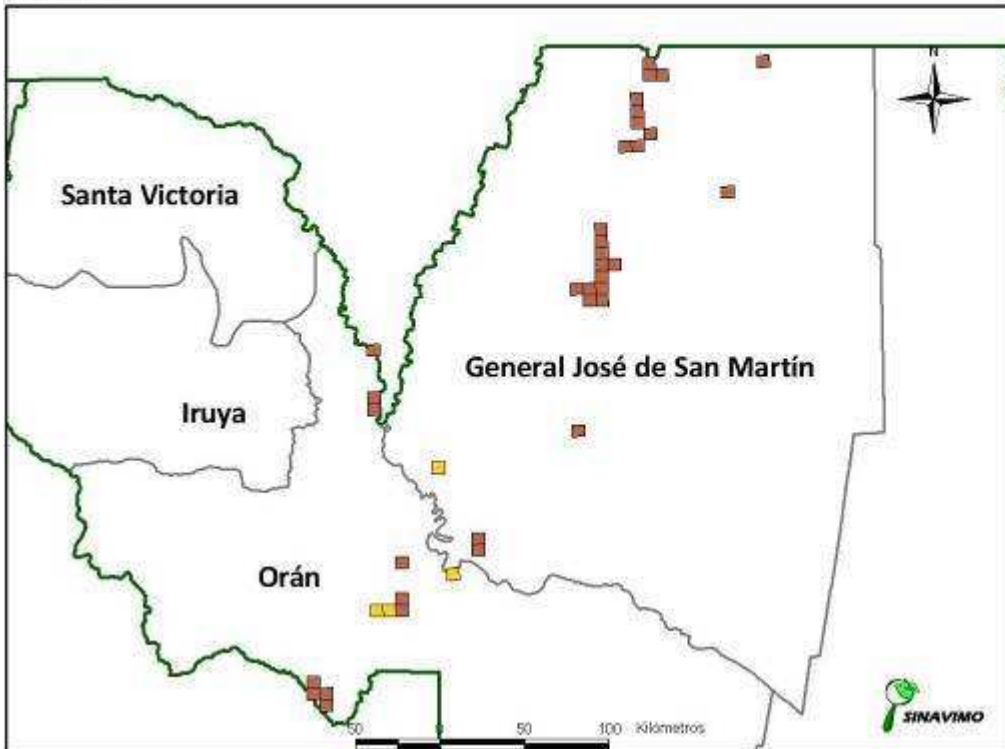 N
Santa Victoria
General José de San Martín
Iruya
Orán
50 0 50 100 Kilómetros
SINAVIMO